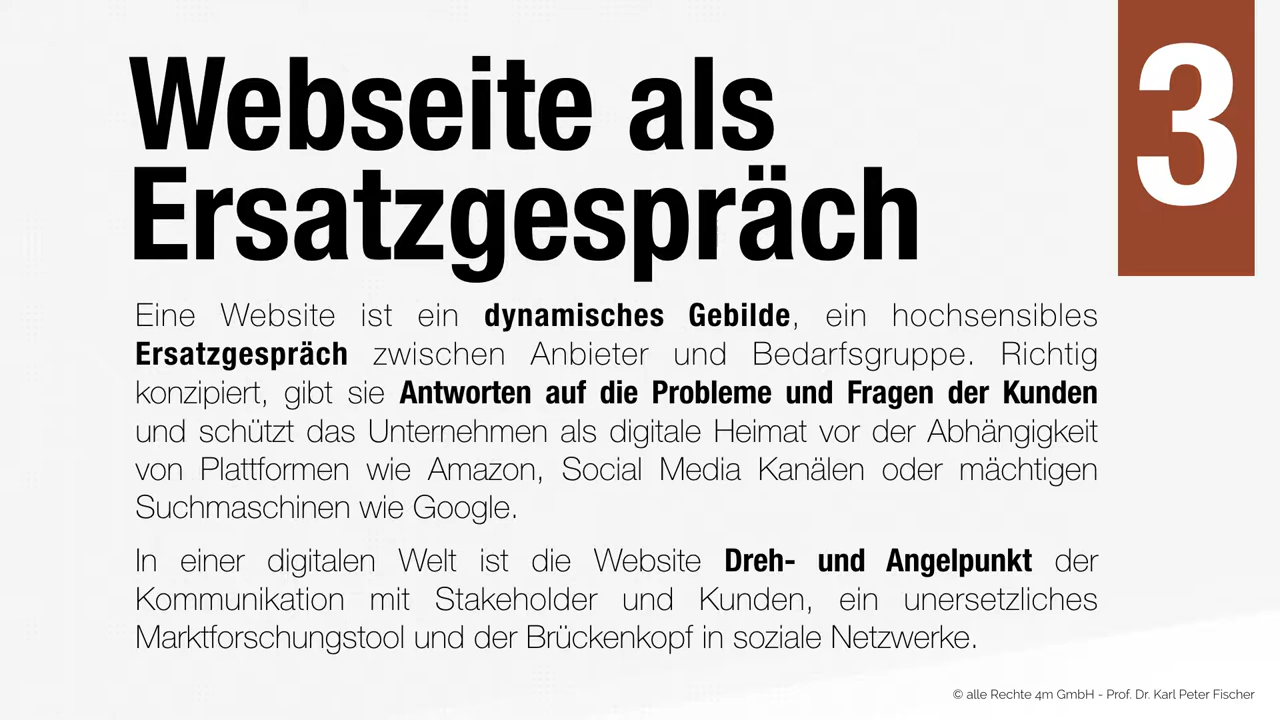 Webseite als
Ersatzgespräch
3
Eine Website ist ein dynamisches Gebilde, ein hochsensibles
Ersatzgespräch zwischen Anbieter und Bedarfsgruppe. Richtig
konzipiert, gibt sie Antworten auf die Probleme und Fragen der Kunden
und schützt das Unternehmen als digitale Heimat vor der Abhängigkeit
von Plattformen wie Amazon, Social Media Kanälen oder mächtigen
Suchmaschinen wie Google.
In einer digitalen Welt ist die Website Dreh- und Angelpunkt der
Kommunikation mit Stakeholder und Kunden, ein unersetzliches
Marktforschungstool und der Brückenkopf in soziale Netzwerke.
© alle Rechte 4m GmbH - Prof. Dr. Karl Peter Fischer